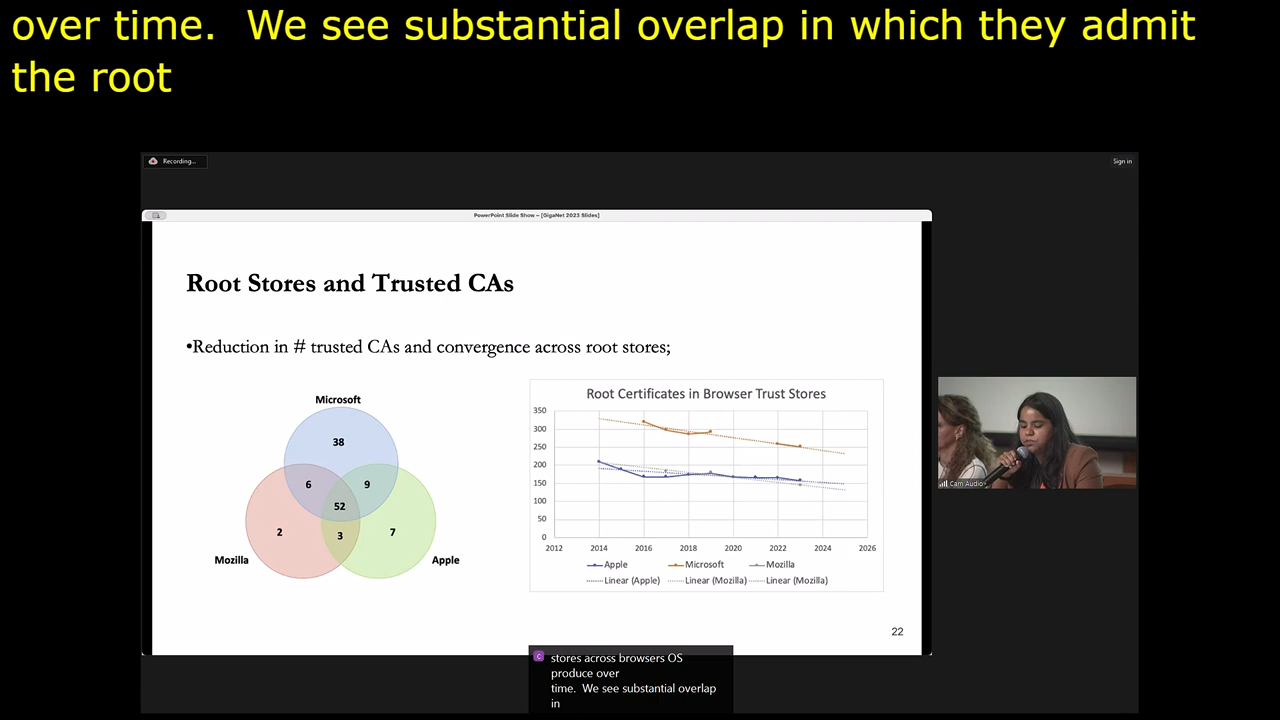 over time.  We see substantial overlap in which they admit
the root
Recording...
Sign in
PowerPoint Slide Show – [GigaNet 2023 Slides]
Root Stores and Trusted CAs
•Reduction in # trusted CAs and convergence across root stores;
Microsoft
38
6
9
52
2
3
7
Mozilla
Apple
Root Certificates in Browser Trust Stores
350
300
250
200
150
100
50
0
2012 2014 2016 2018 2020 2022 2024 2026
Apple Microsoft Mozilla
Linear (Apple) Linear (Mozilla) Linear (Mozilla)
22
Cam Audio
C
stores across browsers OS
produce over
time.  We see substantial overlap
in